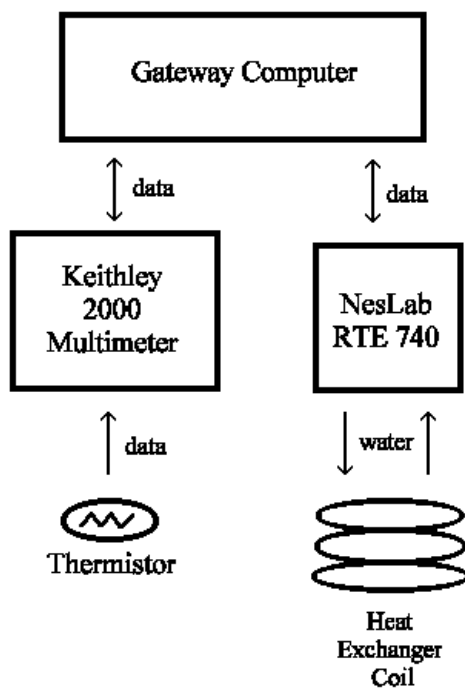 Gateway Computer
data
data
Keithley
2000
Multimeter
NesLab
RTE 740
data
water
Thermistor
Heat
Exchanger
Coil